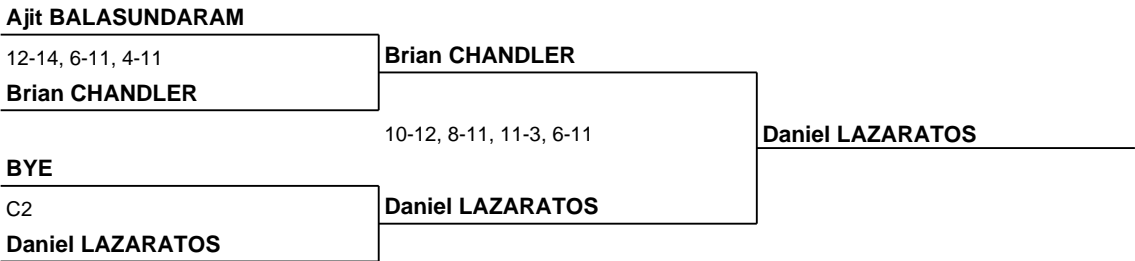 Ajit BALASUNDARAM
12-14, 6-11, 4-11
Brian CHANDLER
Brian CHANDLER
10-12, 8-11, 11-3, 6-11
Daniel LAZARATOS
BYE
C2
Daniel LAZARATOS
Daniel LAZARATOS